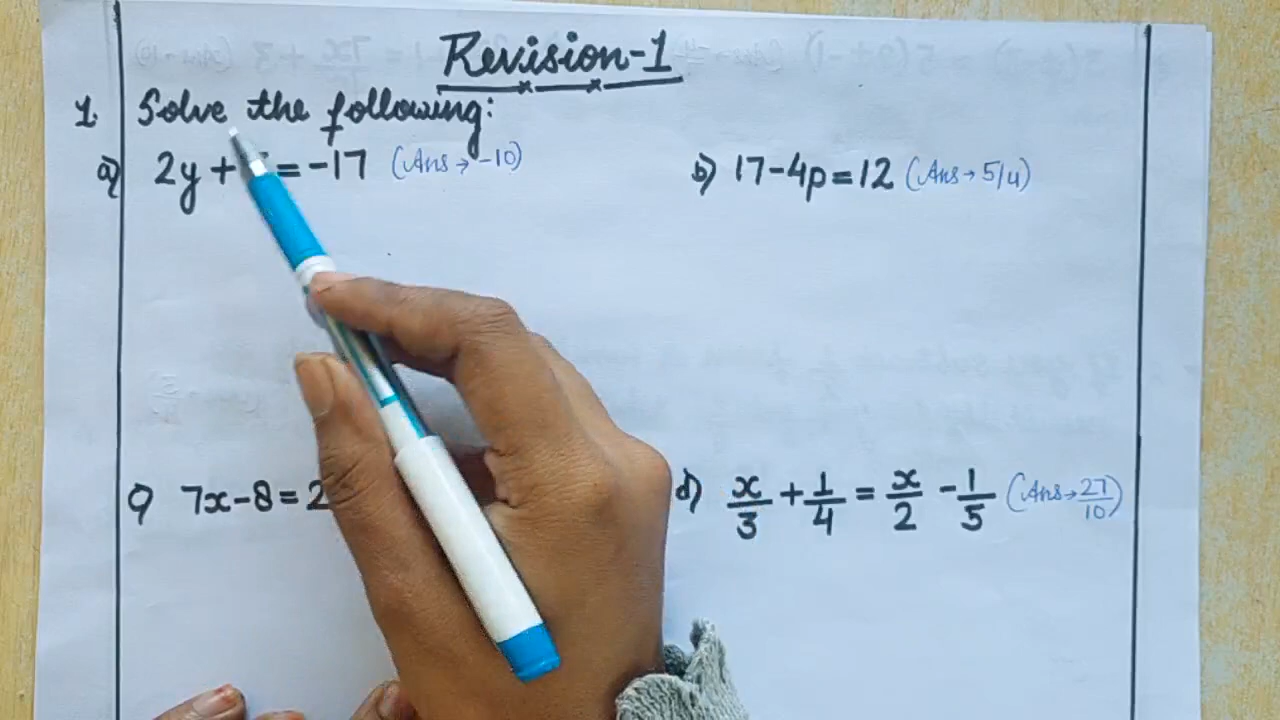 Revision-1
1. Solve the following:
a) 2y + = -17 (Ans → -10)
b) 17-4p=12 (Ans → 5/4)
c) 7x-8=2
d) x/3 + 1/4 = x/2 - 1/5 (Ans → 27/10)